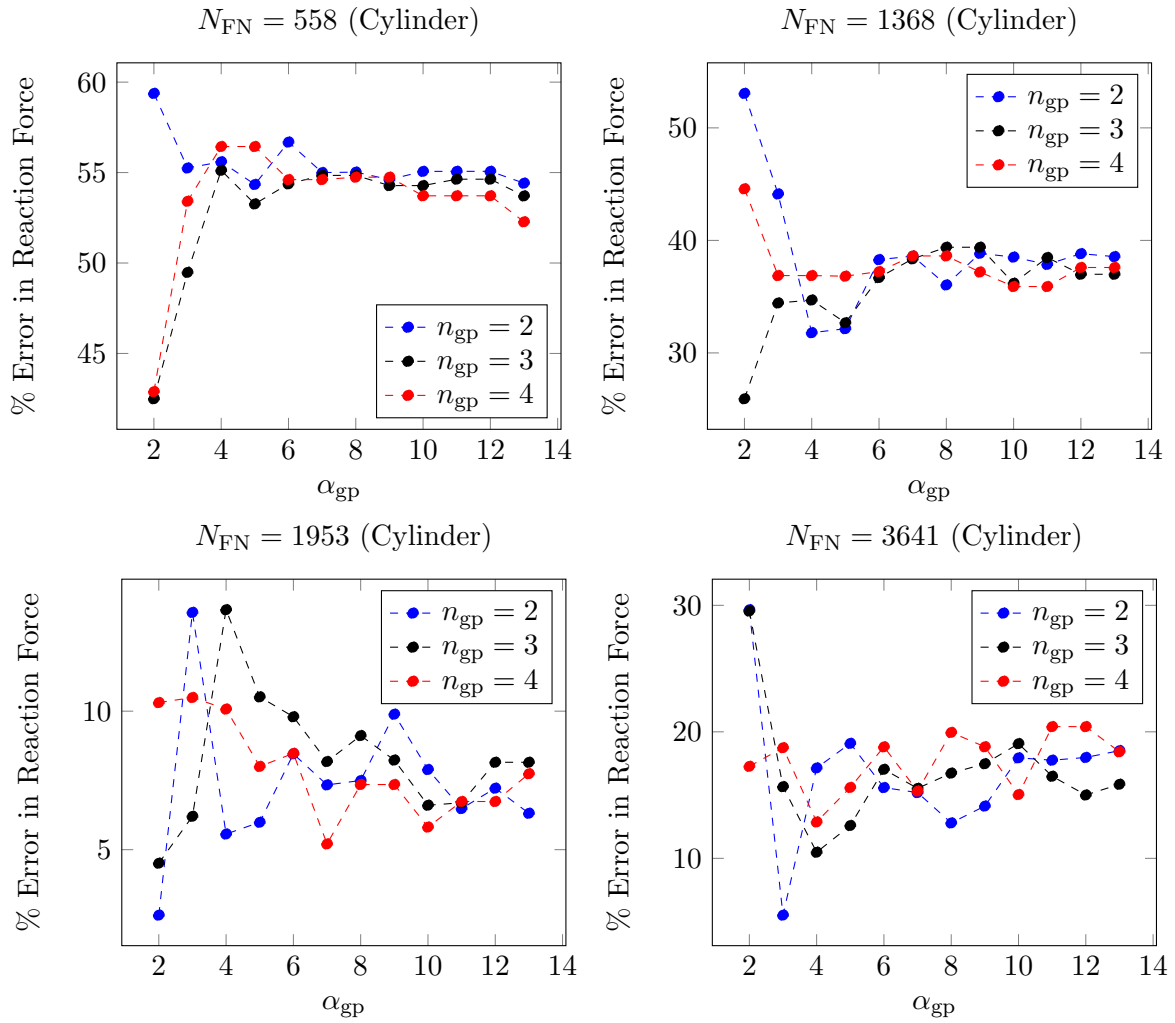 N_FN = 558 (Cylinder)
% Error in Reaction Force
60
55
50
45
2 4 6 8 10 12 14
α_gp
n_gp = 2
n_gp = 3
n_gp = 4
N_FN = 1368 (Cylinder)
% Error in Reaction Force
50
40
30
2 4 6 8 10 12 14
α_gp
n_gp = 2
n_gp = 3
n_gp = 4
N_FN = 1953 (Cylinder)
% Error in Reaction Force
10
5
2 4 6 8 10 12 14
α_gp
n_gp = 2
n_gp = 3
n_gp = 4
N_FN = 3641 (Cylinder)
% Error in Reaction Force
30
20
10
2 4 6 8 10 12 14
α_gp
n_gp = 2
n_gp = 3
n_gp = 4